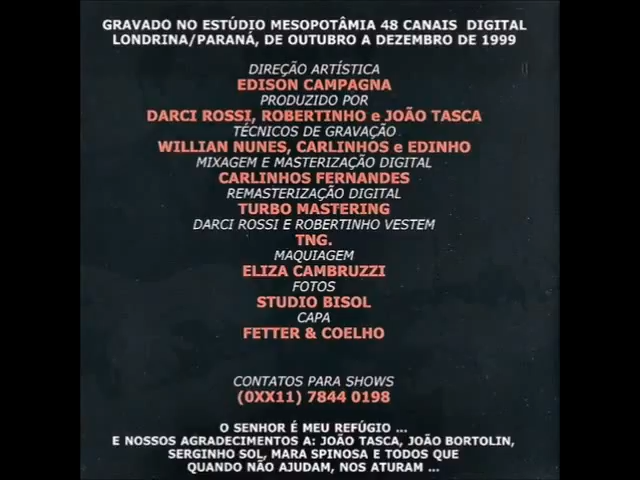 GRAVADO NO ESTÚDIO MESOPOTÂMIA 48 CANAIS DIGITAL
LONDRINA/PARANÁ, DE OUTUBRO A DEZEMBRO DE 1999
DIREÇÃO ARTÍSTICA
EDISON CAMPAGNA
PRODUZIDO POR
DARCI ROSSI, ROBERTINHO e JOÃO TASCA
TÉCNICOS DE GRAVAÇÃO
WILLIAN NUNES, CARLINHOS e EDINHO
MIXAGEM E MASTERIZAÇÃO DIGITAL
CARLINHOS FERNANDES
REMASTERIZAÇÃO DIGITAL
TURBO MASTERING
DARCI ROSSI E ROBERTINHO VESTEM
TNG.
MAQUIAGEM
ELIZA CAMBRUZZI
FOTOS
STUDIO BISOL
CAPA
FETTER & COELHO
CONTATOS PARA SHOWS
(0XX11) 7844 0198
O SENHOR É MEU REFÚGIO ...
E NOSSOS AGRADECIMENTOS A: JOÃO TASCA, JOÃO BORTOLIN,
SERGINHO SOL, MARA SPINOSA E TODOS QUE
QUANDO NÃO AJUDAM, NOS ATURAM ...